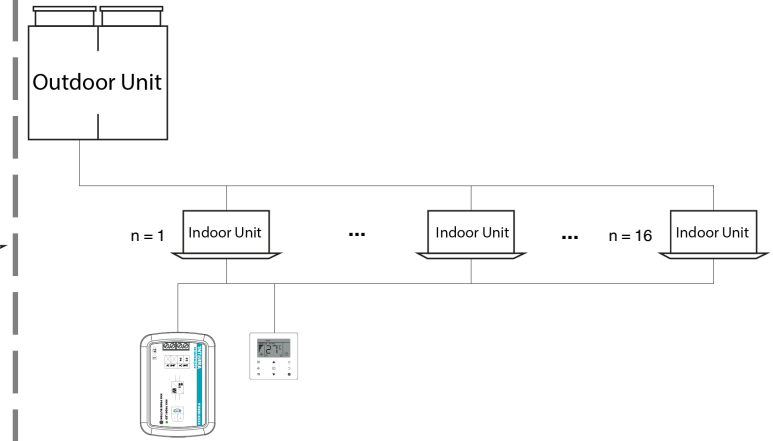 Outdoor Unit
n = 1
Indoor Unit
...
Indoor Unit
...
n = 16
Indoor Unit